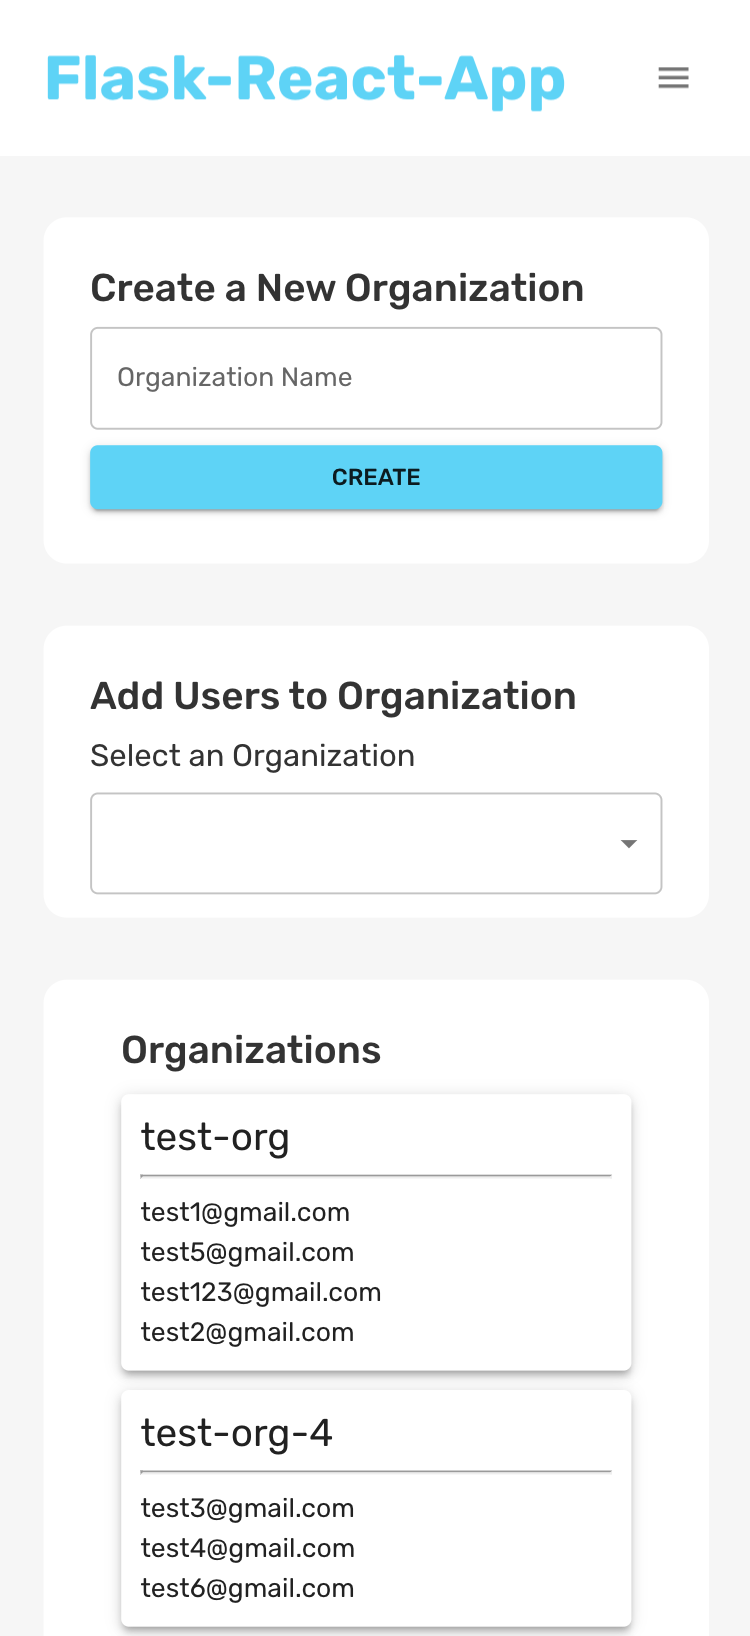 Flask-React-App
Create a New Organization
Organization Name
CREATE
Add Users to Organization
Select an Organization
Organizations
test-org
test1@gmail.com
test5@gmail.com
test123@gmail.com
test2@gmail.com
test-org-4
test3@gmail.com
test4@gmail.com
test6@gmail.com